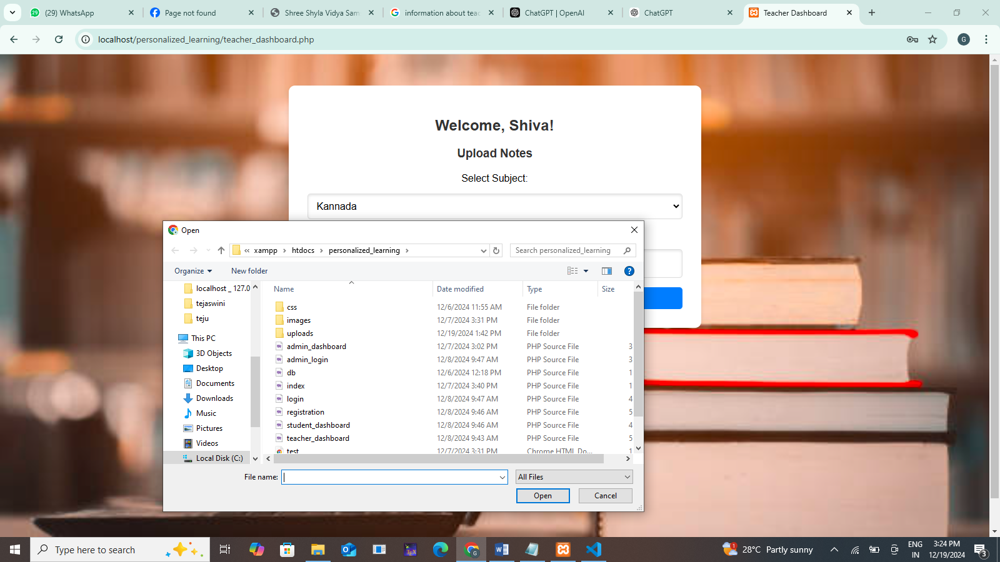 (29) WhatsApp
Page not found
Shree Shyla Vidya Sam
information about tea
ChatGPT | OpenAI
ChatGPT
Teacher Dashboard
localhost/personalized_learning/teacher_dashboard.php
G
Welcome, Shiva!
Upload Notes
Select Subject:
Kannada
Open
« xampp > htdocs > personalized_learning >
Search personalized_learning
Organize
New folder
Name Date modified Type Size
localhost _ 127.0
tejaswini
teju
This PC
3D Objects
Desktop
Documents
Downloads
Music
Pictures
Videos
Local Disk (C:)
css 12/6/2024 11:55 AM File folder
images 12/7/2024 3:31 PM File folder
uploads 12/19/2024 1:42 PM File folder
admin_dashboard 12/7/2024 3:02 PM PHP Source File 3
admin_login 12/8/2024 9:47 AM PHP Source File 3
db 12/6/2024 12:18 PM PHP Source File 1
index 12/7/2024 3:40 PM PHP Source File 1
login 12/8/2024 9:47 AM PHP Source File 4
registration 12/8/2024 9:46 AM PHP Source File 5
student_dashboard 12/8/2024 9:46 AM PHP Source File 4
teacher_dashboard 12/8/2024 9:43 AM PHP Source File 5
test 12/7/2024 3:31 PM Chrome HTML Do... 1
File name:
All Files
Open
Cancel
Type here to search
28°C Partly sunny
ENG
IN
3:24 PM
12/19/2024
3